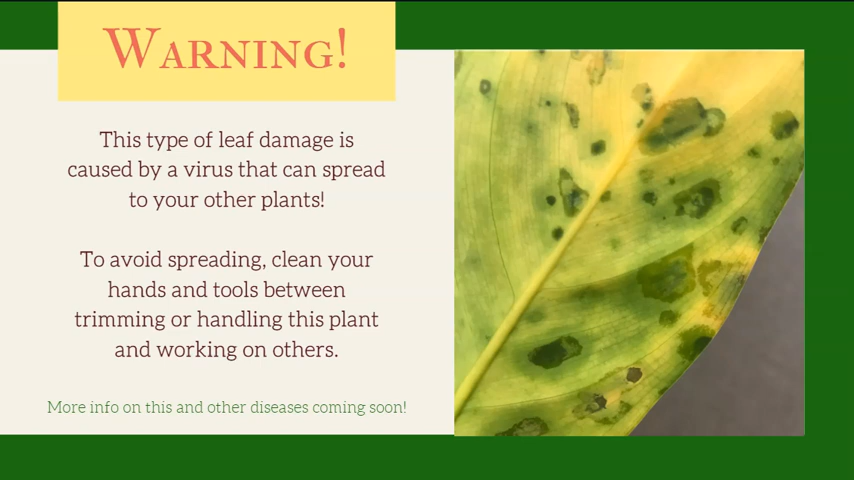 Warning!
This type of leaf damage is
caused by a virus that can spread
to your other plants!
To avoid spreading, clean your
hands and tools between
trimming or handling this plant
and working on others.
More info on this and other diseases coming soon!